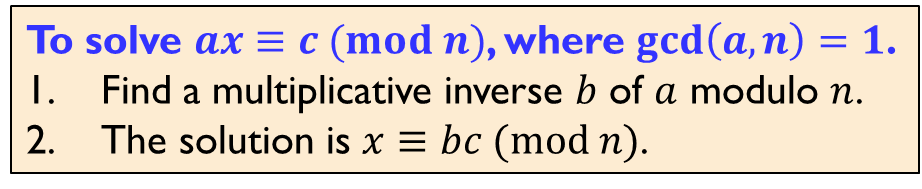 To solve ax ≡ c (mod n), where gcd(a, n) = 1.
1. Find a multiplicative inverse b of a modulo n.
2. The solution is x ≡ bc (mod n).